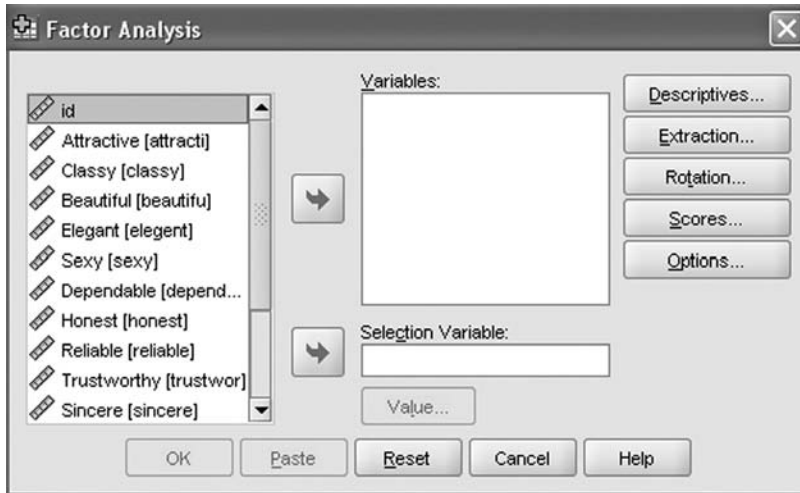 Factor Analysis
id
Attractive [attracti]
Classy [classy]
Beautiful [beautifu]
Elegant [elegent]
Sexy [sexy]
Dependable [depend...
Honest [honest]
Reliable [reliable]
Trustworthy [trustwor]
Sincere [sincere]
Variables:
Selection Variable:
Value...
Descriptives...
Extraction...
Rotation...
Scores...
Options...
OK
Paste
Reset
Cancel
Help